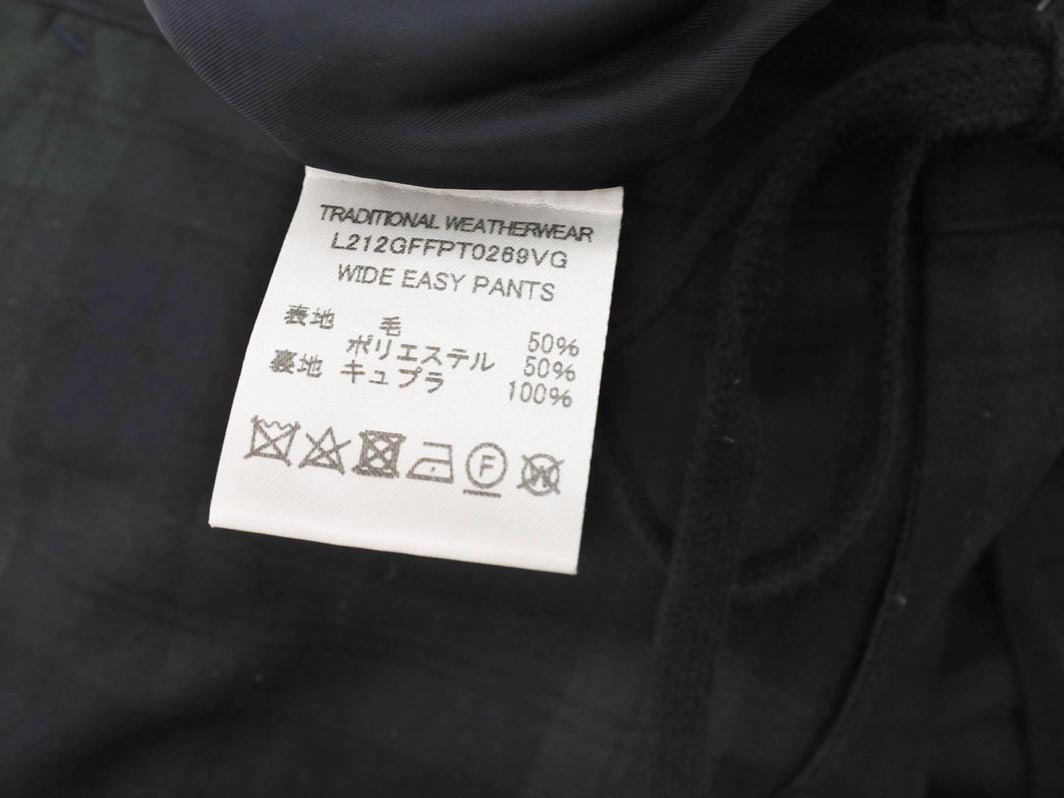 TRADITIONAL WEATHERWEAR
L212GFFPT0269VG
WIDE EASY PANTS
表地 毛 50%
ポリエステル 50%
裏地 キュプラ 100%
F
W